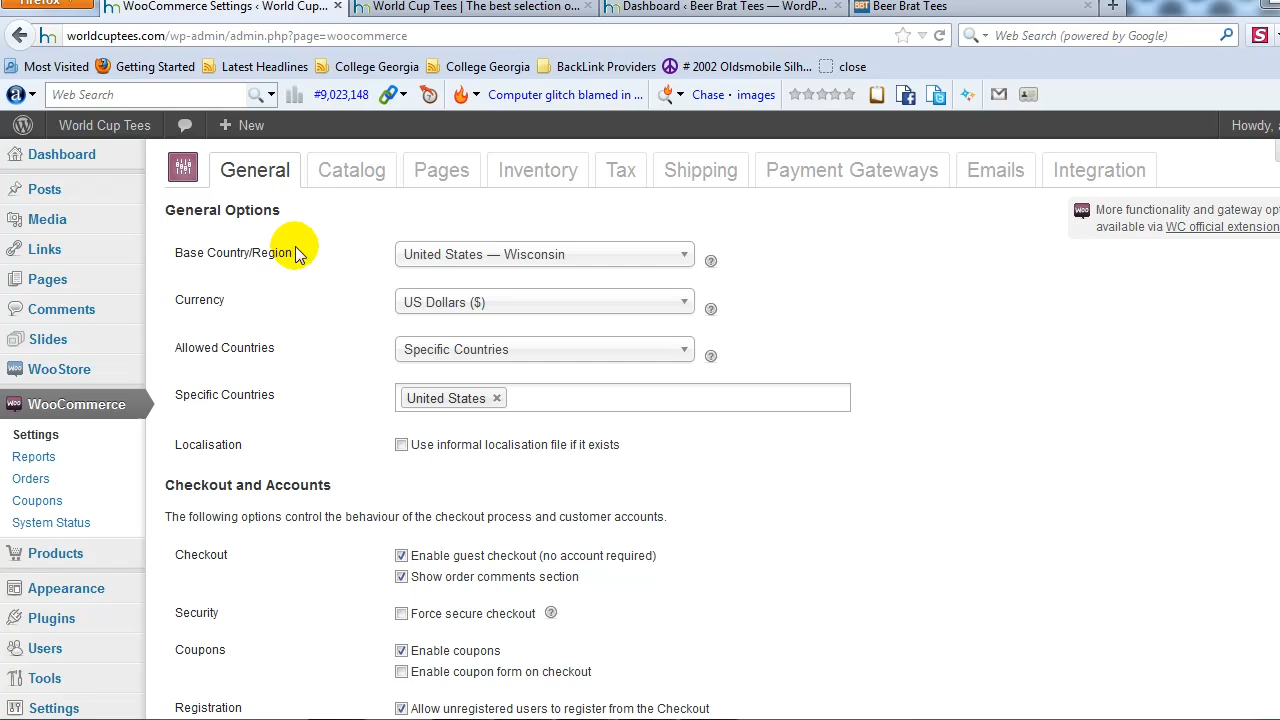 Firefox
WooCommerce Settings ‹ World Cup... ×
World Cup Tees | The best selection o... ×
Dashboard ‹ Beer Brat Tees — WordP... ×
BBT Beer Brat Tees ×
worldcuptees.com/wp-admin/admin.php?page=woocommerce
Web Search (powered by Google)
S
Most Visited Getting Started Latest Headlines College Georgia College Georgia BackLink Providers # 2002 Oldsmobile Silh... close
a Web Search #9,023,148 Computer glitch blamed in ... Chase · images
World Cup Tees + New Howdy,
Dashboard
Posts
Media
Links
Pages
Comments
Slides
WooStore
WooCommerce
Settings
Reports
Orders
Coupons
System Status
Products
Appearance
Plugins
Users
Tools
Settings
General Catalog Pages Inventory Tax Shipping Payment Gateways Emails Integration
General Options
woo More functionality and gateway op
available via WC official extension
Base Country/Region United States — Wisconsin ?
Currency US Dollars ($) ?
Allowed Countries Specific Countries ?
Specific Countries United States ×
Localisation Use informal localisation file if it exists
Checkout and Accounts
The following options control the behaviour of the checkout process and customer accounts.
Checkout Enable guest checkout (no account required)
Show order comments section
Security Force secure checkout ?
Coupons Enable coupons
Enable coupon form on checkout
Registration Allow unregistered users to register from the Checkout